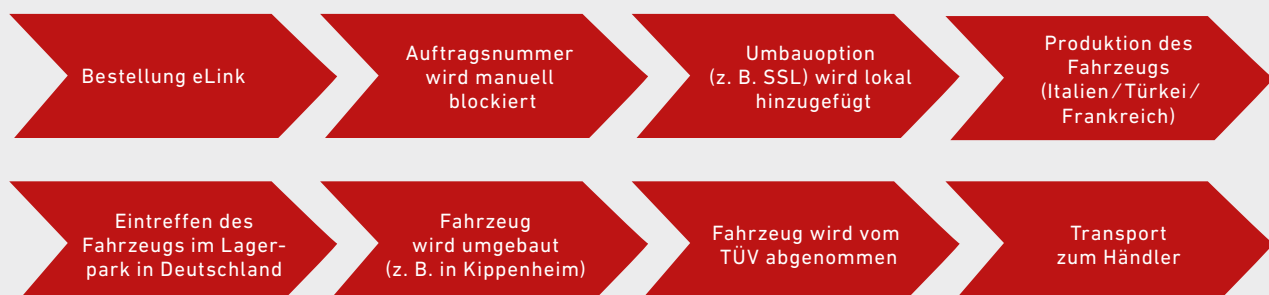 Bestellung eLink
Auftragsnummer
wird manuell
blockiert
Umbauoption
(z. B. SSL) wird lokal
hinzugefügt
Produktion des
Fahrzeugs
(Italien / Türkei /
Frankreich)
Eintreffen des
Fahrzeugs im Lager-
park in Deutschland
Fahrzeug
wird umgebaut
(z. B. in Kippenheim)
Fahrzeug wird vom
TÜV abgenommen
Transport
zum Händler